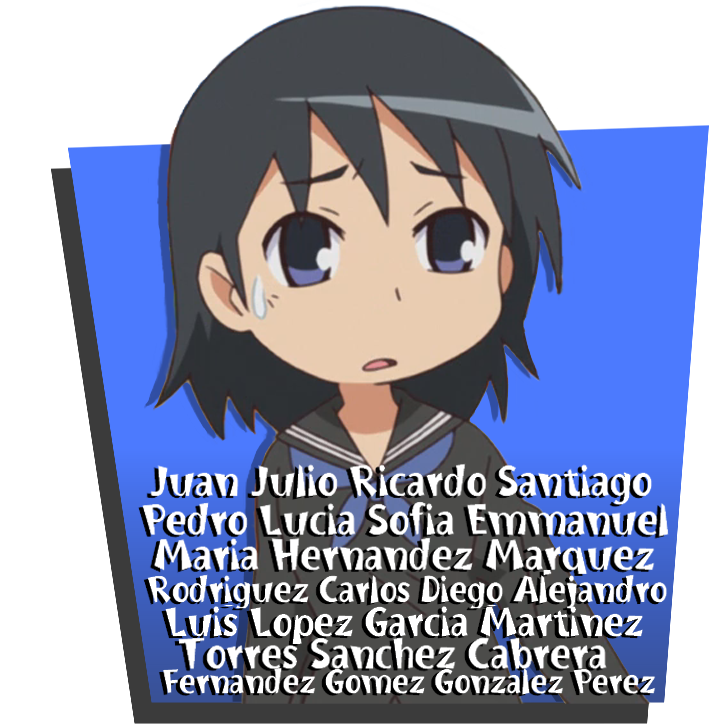 Juan Julio Ricardo Santiago
Pedro Lucia Sofia Emmanuel
Maria Hernandez Marquez
Rodriguez Carlos Diego Alejandro
Luis Lopez Garcia Martinez
Torres Sanchez Cabrera
Fernandez Gomez Gonzalez Perez